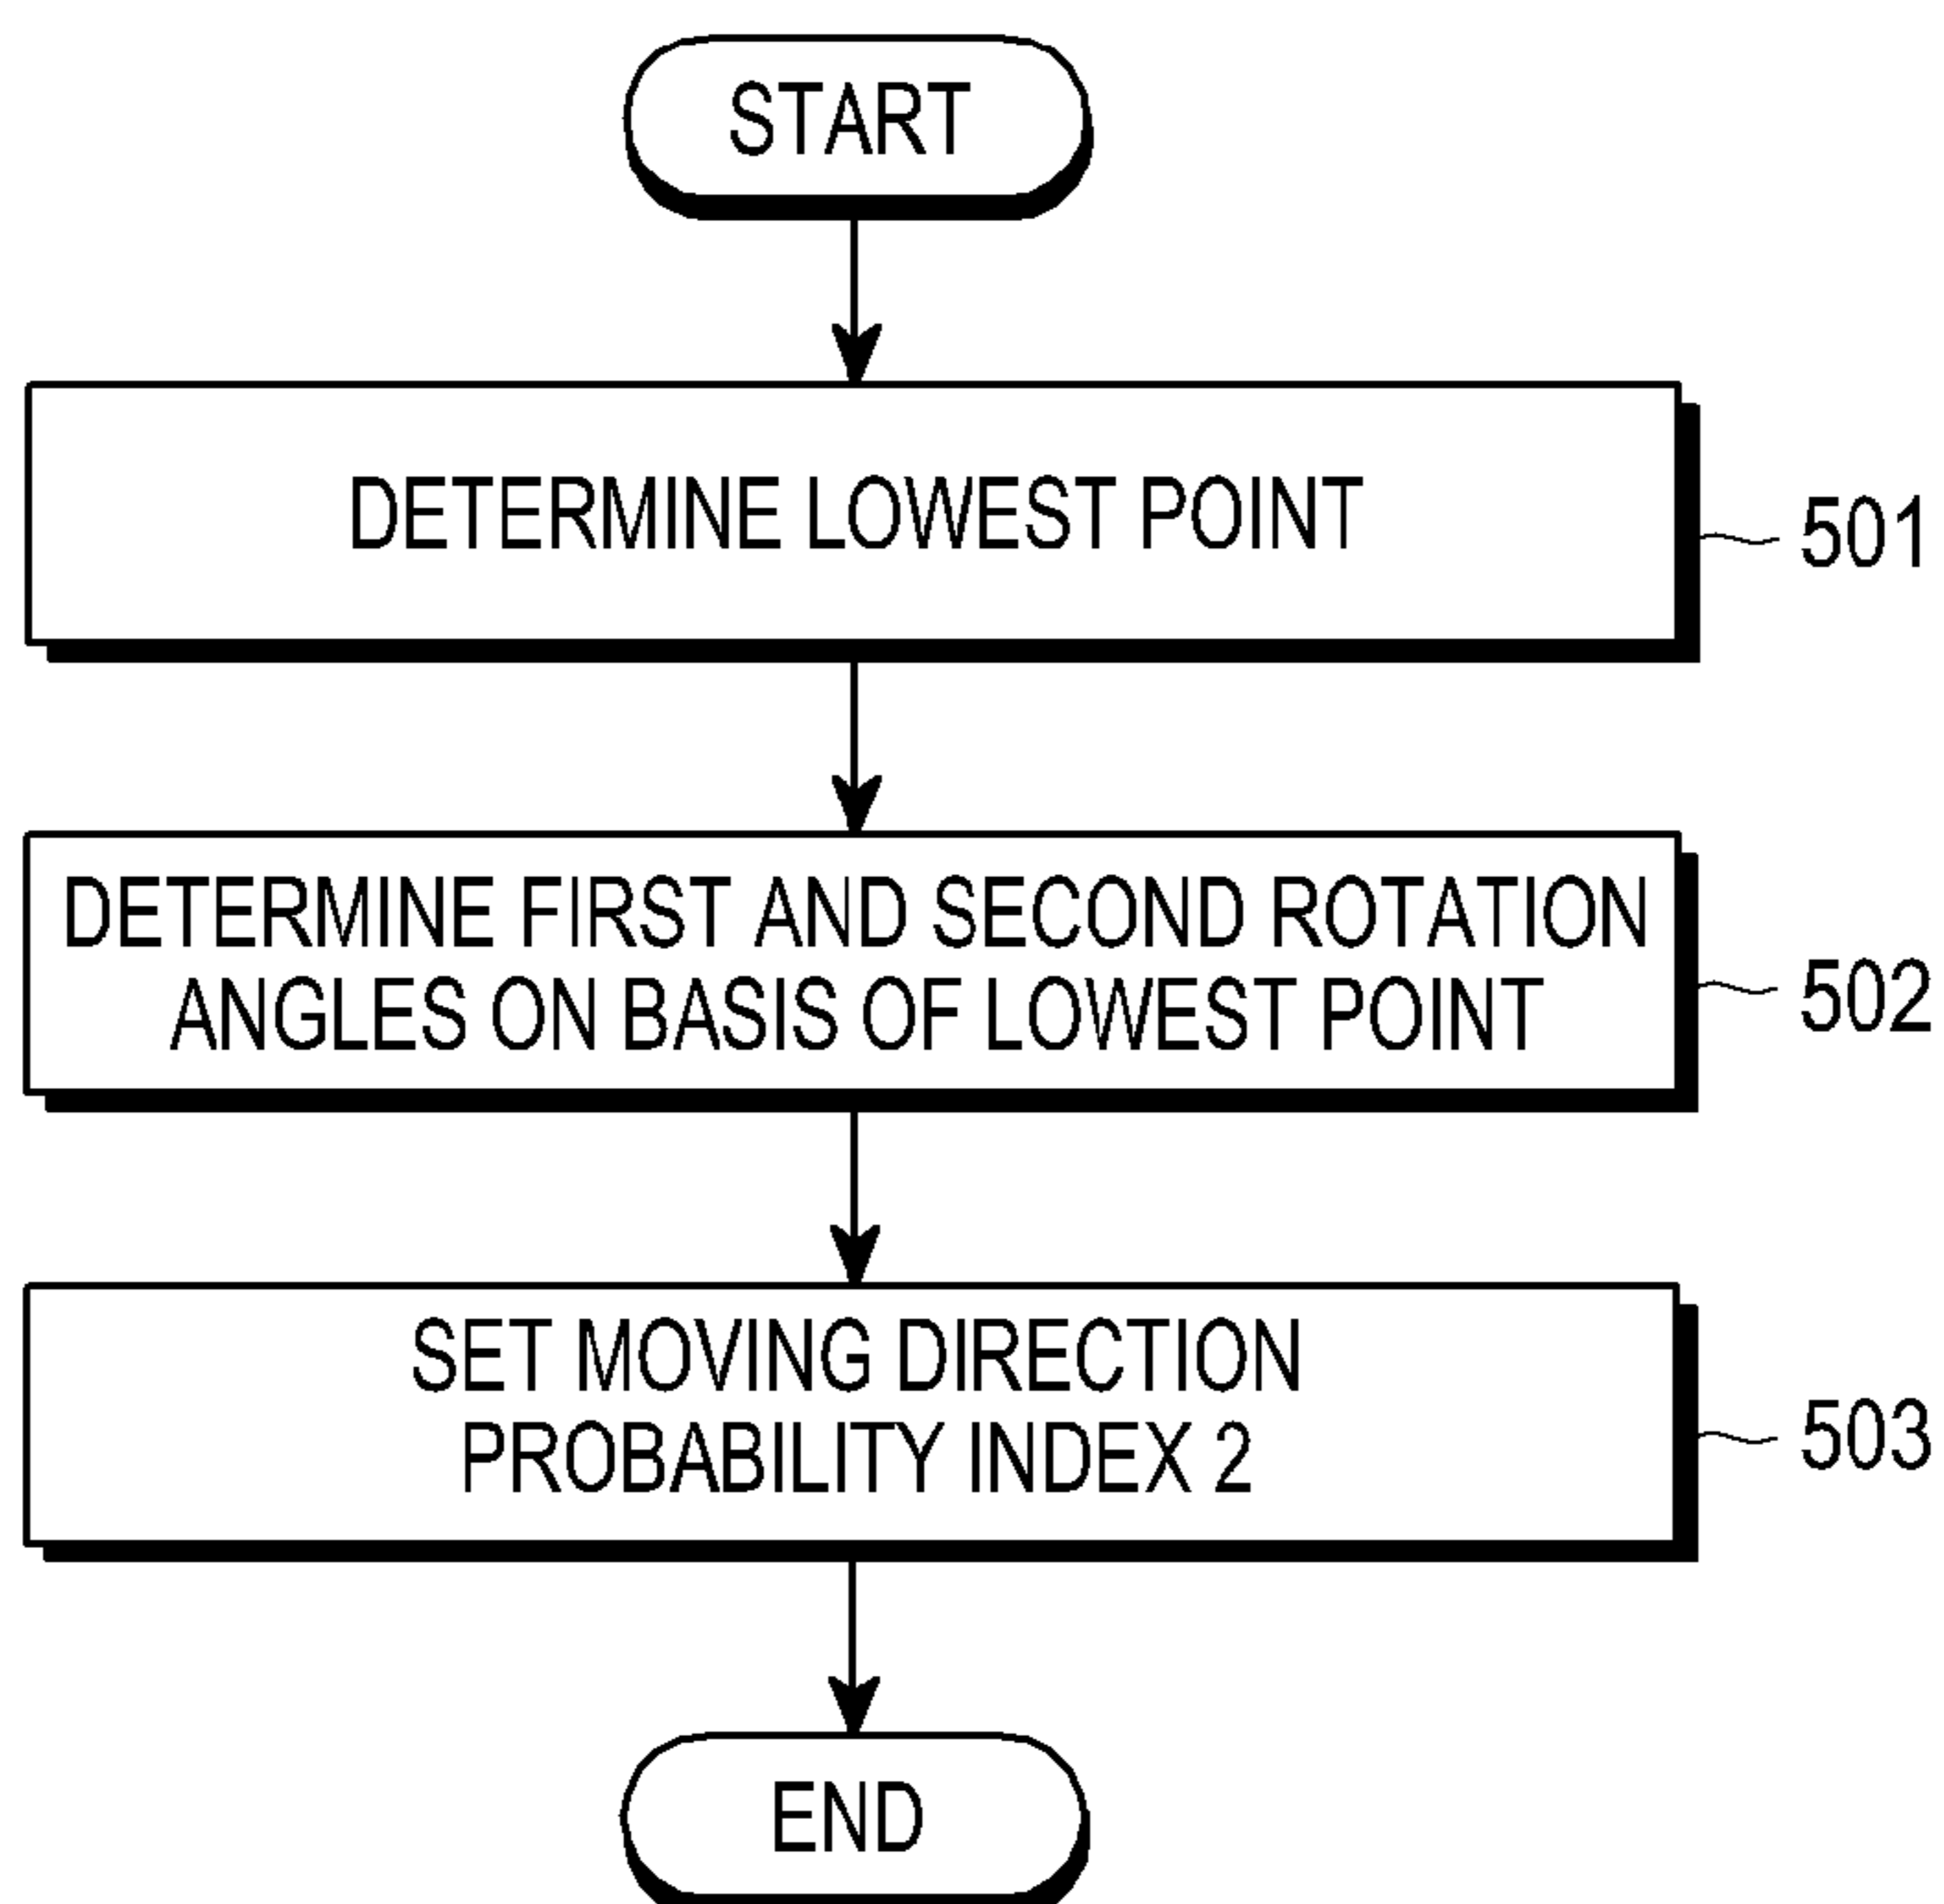 START
DETERMINE LOWEST POINT
501
DETERMINE FIRST AND SECOND ROTATION
ANGLES ON BASIS OF LOWEST POINT
502
SET MOVING DIRECTION
PROBABILITY INDEX 2
503
END